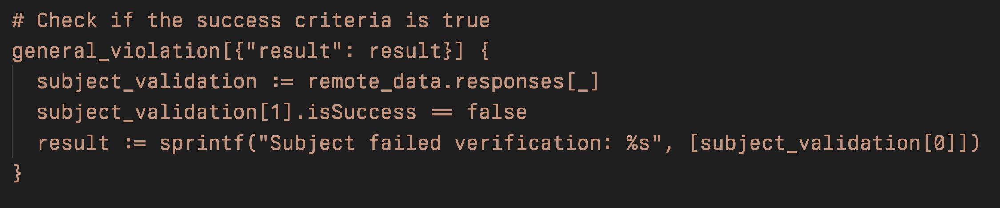 # Check if the success criteria is true
general_violation[{"result": result}] {
  subject_validation := remote_data.responses[_]
  subject_validation[1].isSuccess == false
  result := sprintf("Subject failed verification: %s", [subject_validation[0]])
}